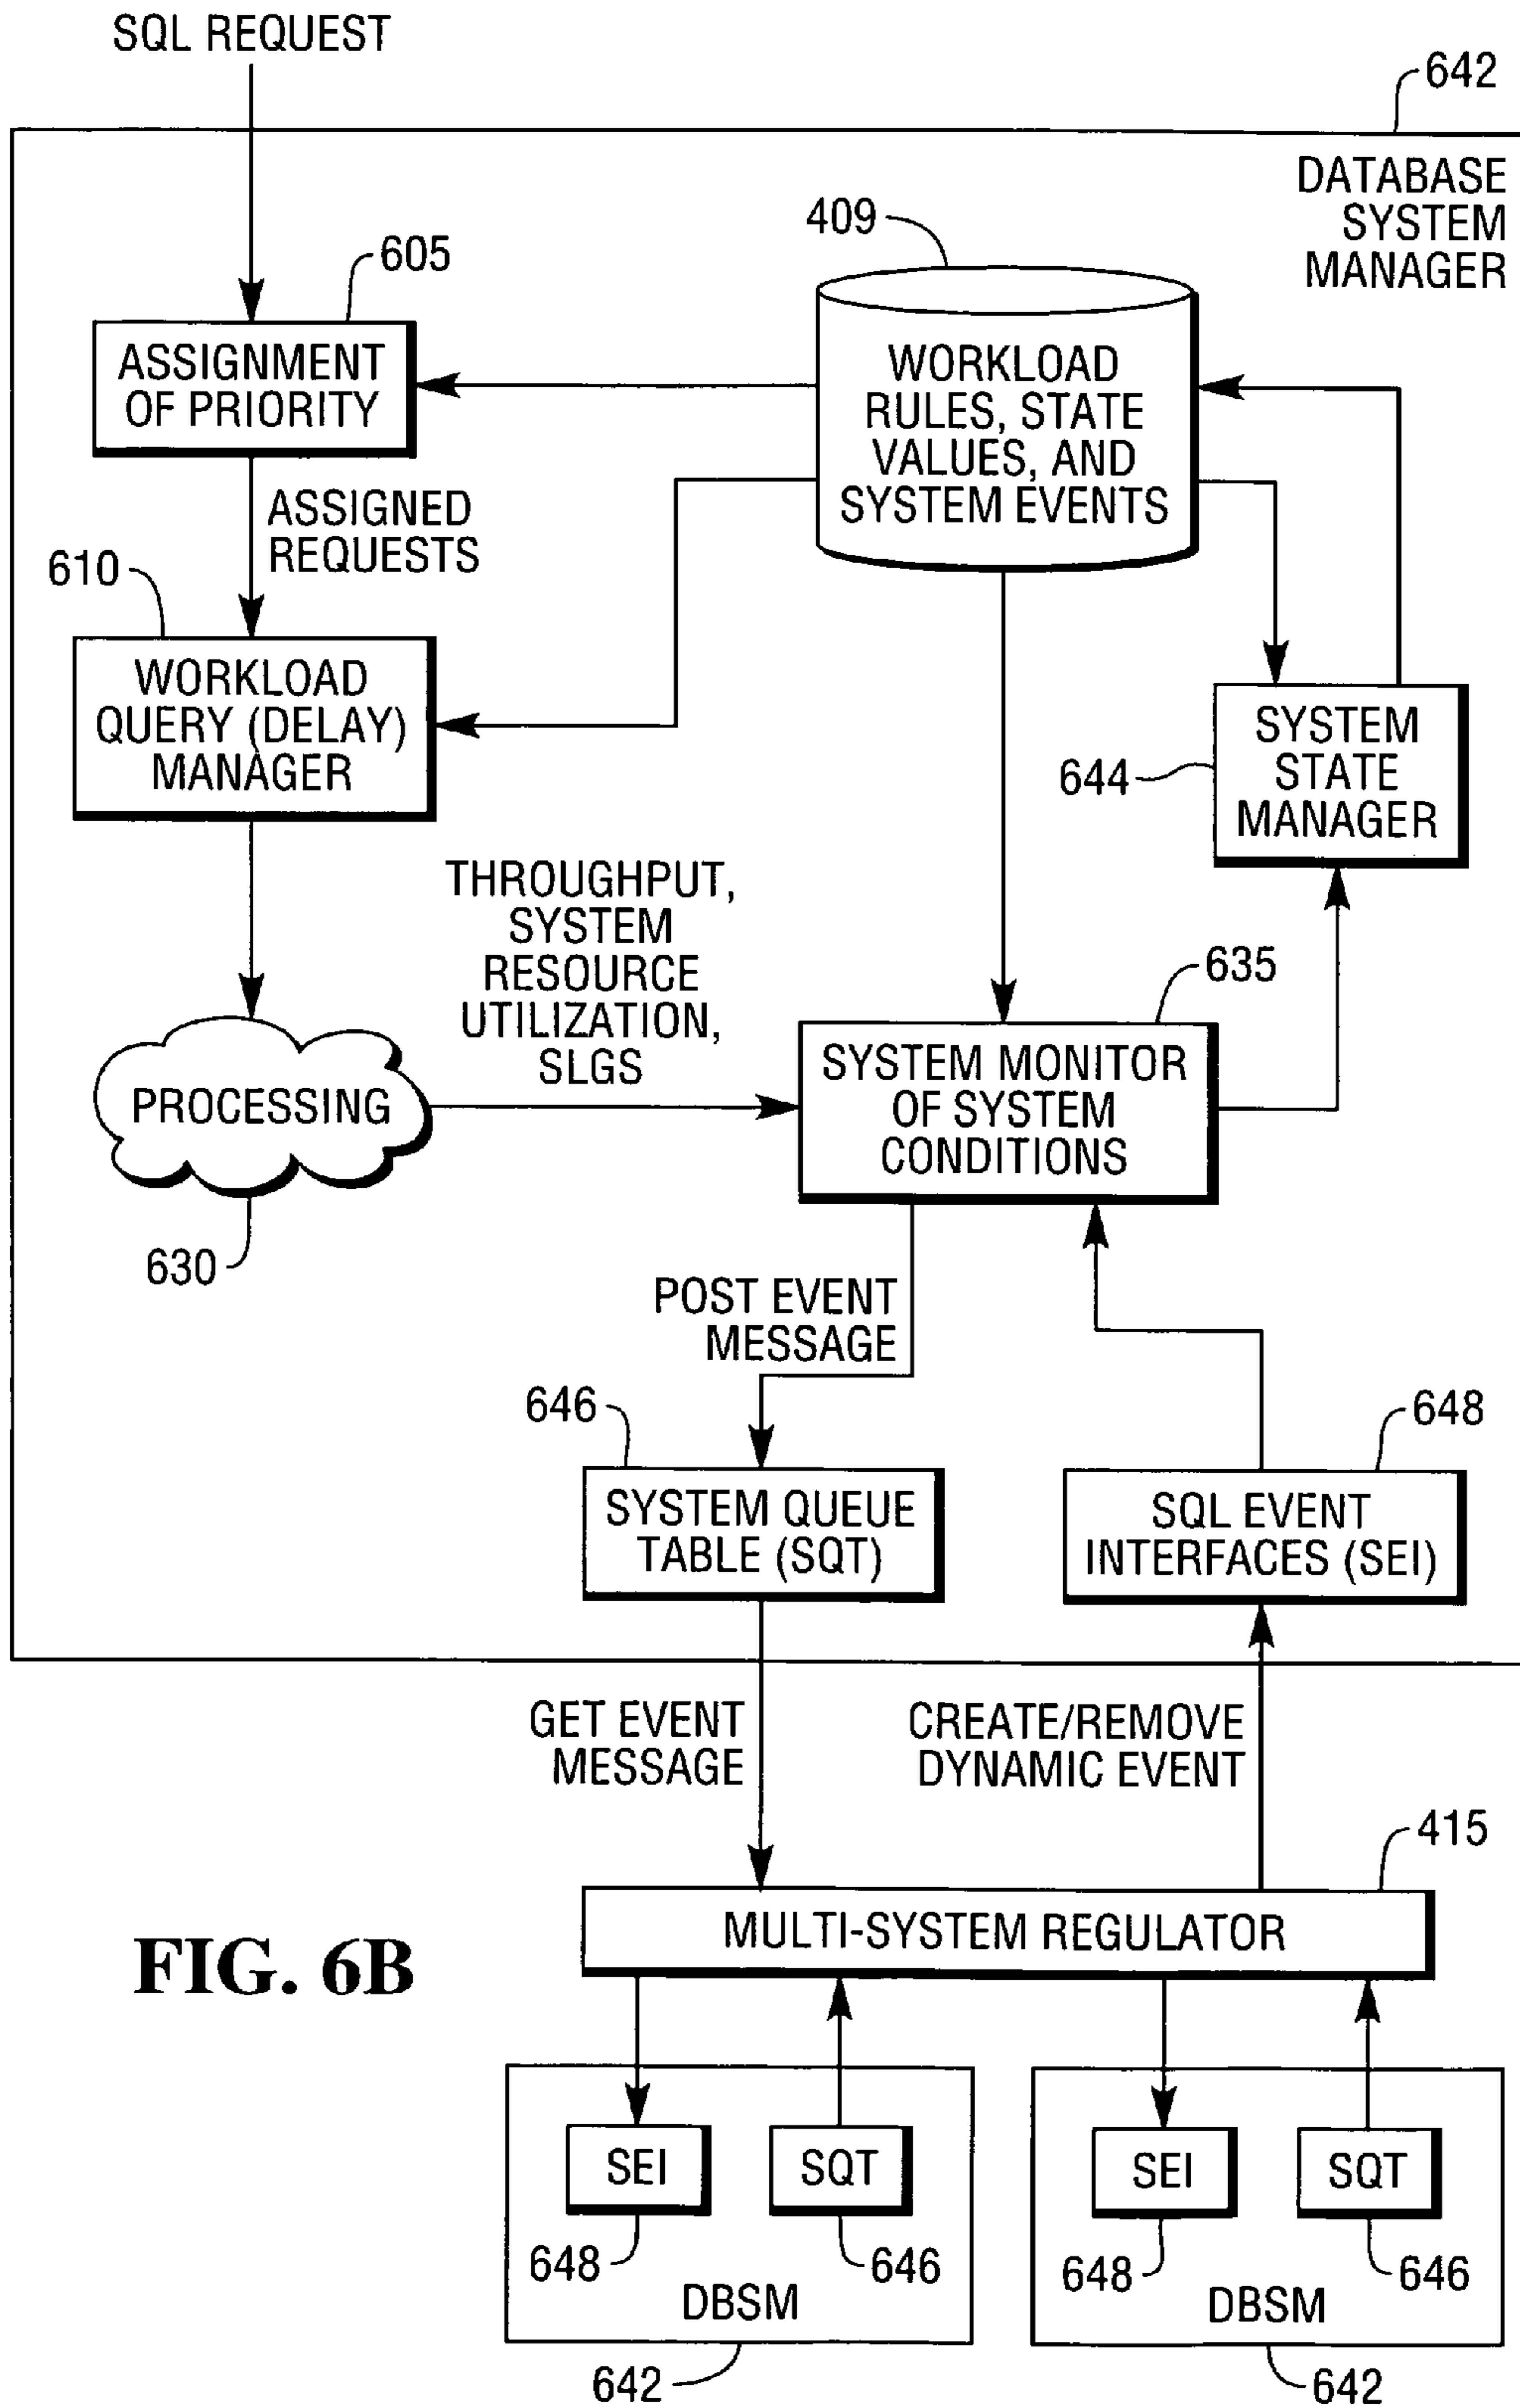 SQL REQUEST
642
DATABASE
SYSTEM
MANAGER
409
605
ASSIGNMENT
OF PRIORITY
WORKLOAD
RULES, STATE
VALUES, AND
SYSTEM EVENTS
ASSIGNED
REQUESTS
610
WORKLOAD
QUERY (DELAY)
MANAGER
SYSTEM
STATE
MANAGER
644
THROUGHPUT,
SYSTEM
RESOURCE
UTILIZATION,
SLGS
635
SYSTEM MONITOR
OF SYSTEM
CONDITIONS
PROCESSING
630
POST EVENT
MESSAGE
646
648
SYSTEM QUEUE
TABLE (SQT)
SQL EVENT
INTERFACES (SEI)
GET EVENT
MESSAGE
CREATE/REMOVE
DYNAMIC EVENT
415
MULTI-SYSTEM REGULATOR
FIG. 6B
SEI
SQT
SEI
SQT
648
646
648
646
DBSM
DBSM
642
642